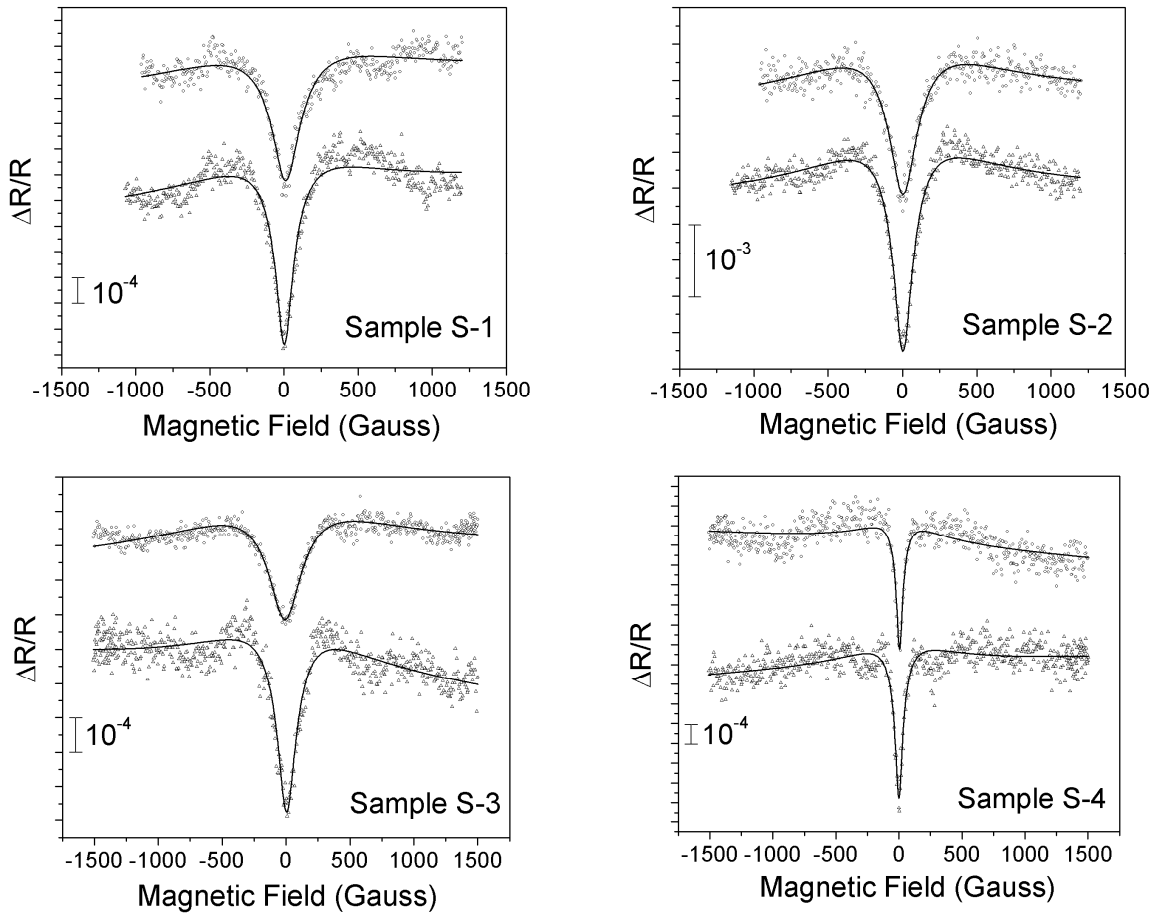 ΔR/R
10⁻⁴
Sample S-1
-1500 -1000 -500 0 500 1000 1500
Magnetic Field (Gauss)
ΔR/R
10⁻³
Sample S-2
-1500 -1000 -500 0 500 1000 1500
Magnetic Field (Gauss)
ΔR/R
10⁻⁴
Sample S-3
-1500 -1000 -500 0 500 1000 1500
Magnetic Field (Gauss)
ΔR/R
10⁻⁴
Sample S-4
-1500 -1000 -500 0 500 1000 1500
Magnetic Field (Gauss)